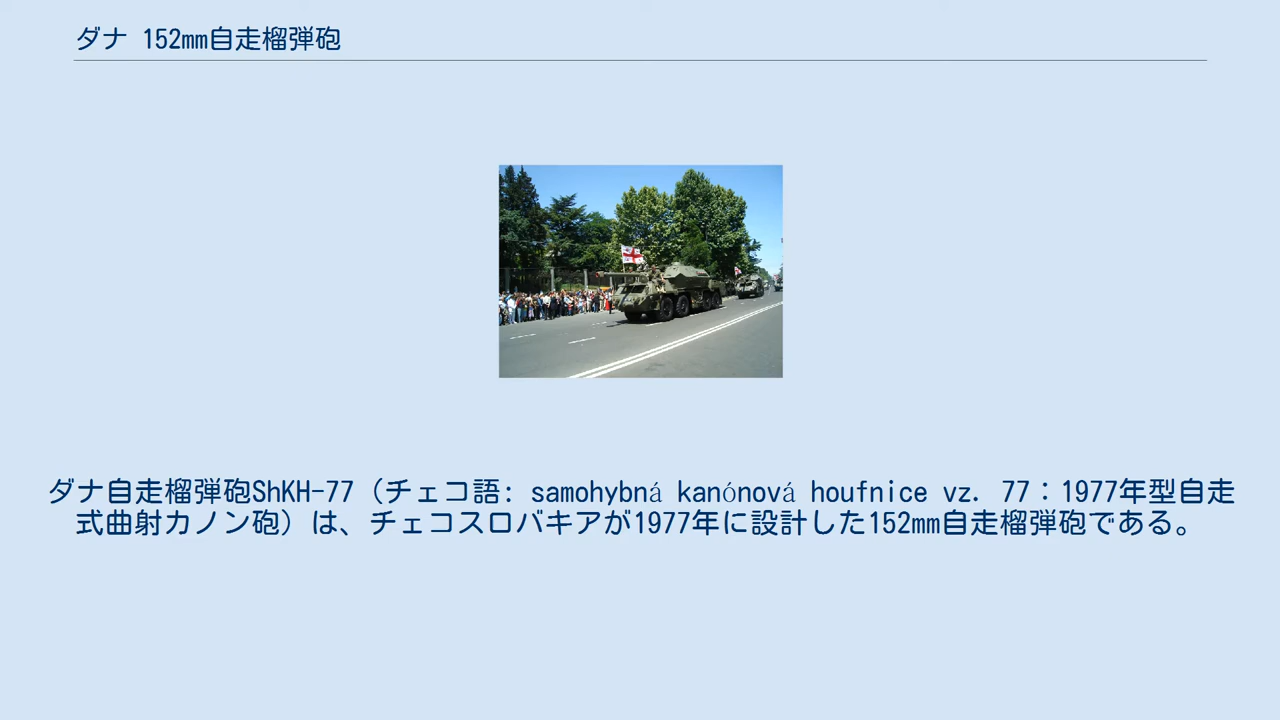 ダナ 152mm自走榴弾砲
ダナ自走榴弾砲ShKH-77（チェコ語: samohybná kanónová houfnice vz. 77：1977年型自走
式曲射カノン砲）は、チェコスロバキアが1977年に設計した152mm自走榴弾砲である。